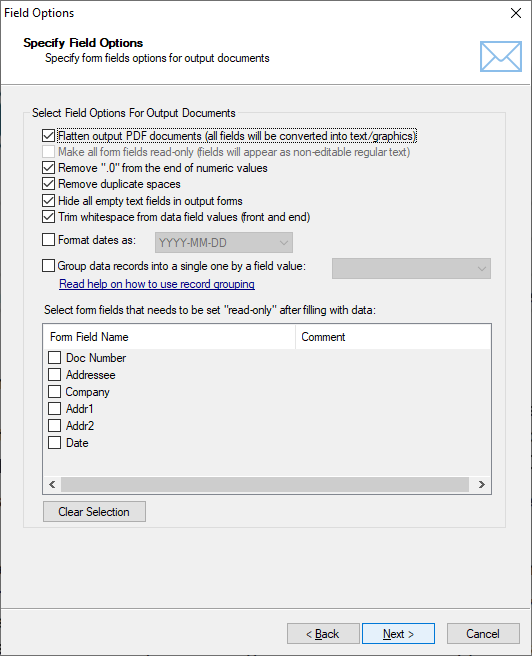 Field Options
Specify Field Options
Specify form fields options for output documents
Select Field Options For Output Documents
Flatten output PDF documents (all fields will be converted into text/graphics)
Make all form fields read-only (fields will appear as non-editable regular text)
Remove ".0" from the end of numeric values
Remove duplicate spaces
Hide all empty text fields in output forms
Trim whitespace from data field values (front and end)
Format dates as: YYYY-MM-DD
Group data records into a single one by a field value:
Read help on how to use record grouping
Select form fields that needs to be set "read-only" after filling with data:
Form Field Name Comment
Doc Number
Addressee
Company
Addr1
Addr2
Date
Clear Selection
< Back Next > Cancel